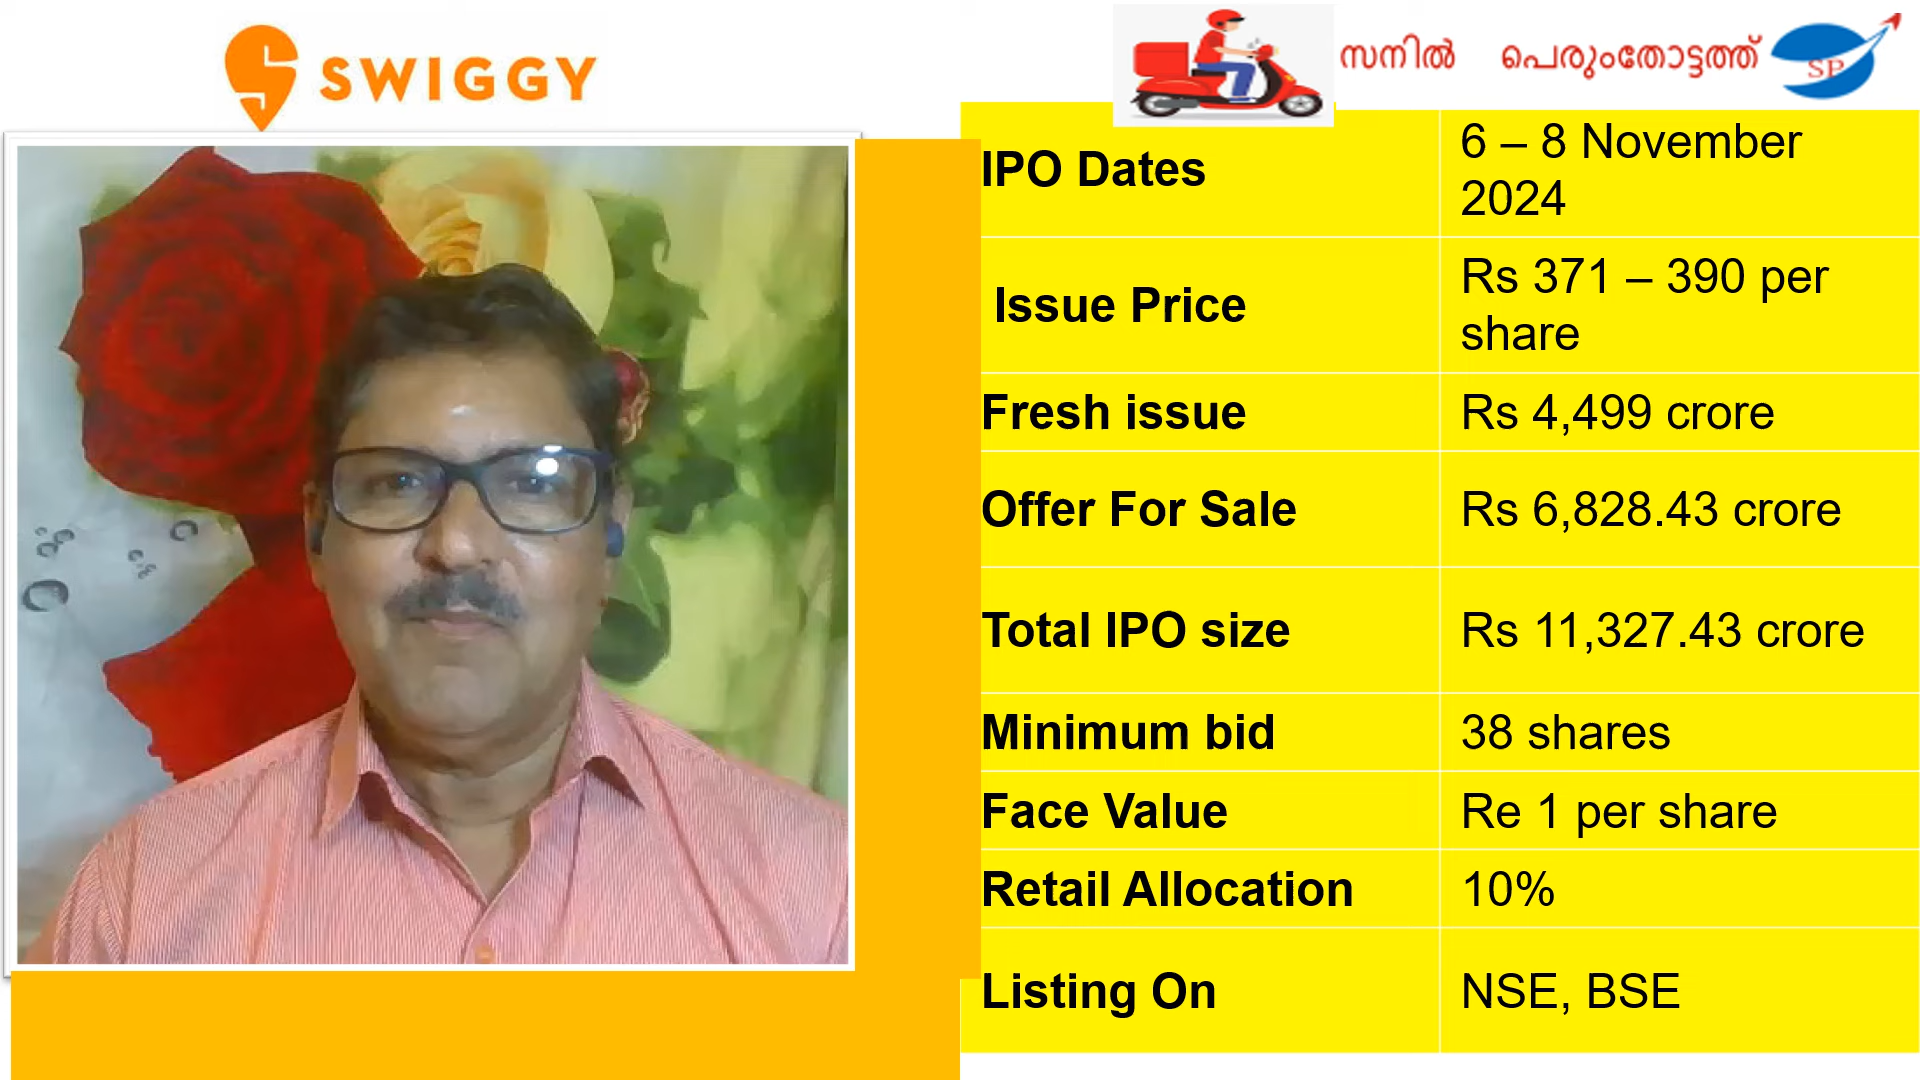 SWIGGY
സനിൽ പെരുംതോട്ടത്ത്
SP
IPO Dates
6 – 8 November
2024
Issue Price
Rs 371 – 390 per
share
Fresh issue
Rs 4,499 crore
Offer For Sale
Rs 6,828.43 crore
Total IPO size
Rs 11,327.43 crore
Minimum bid
38 shares
Face Value
Re 1 per share
Retail Allocation
10%
Listing On
NSE, BSE